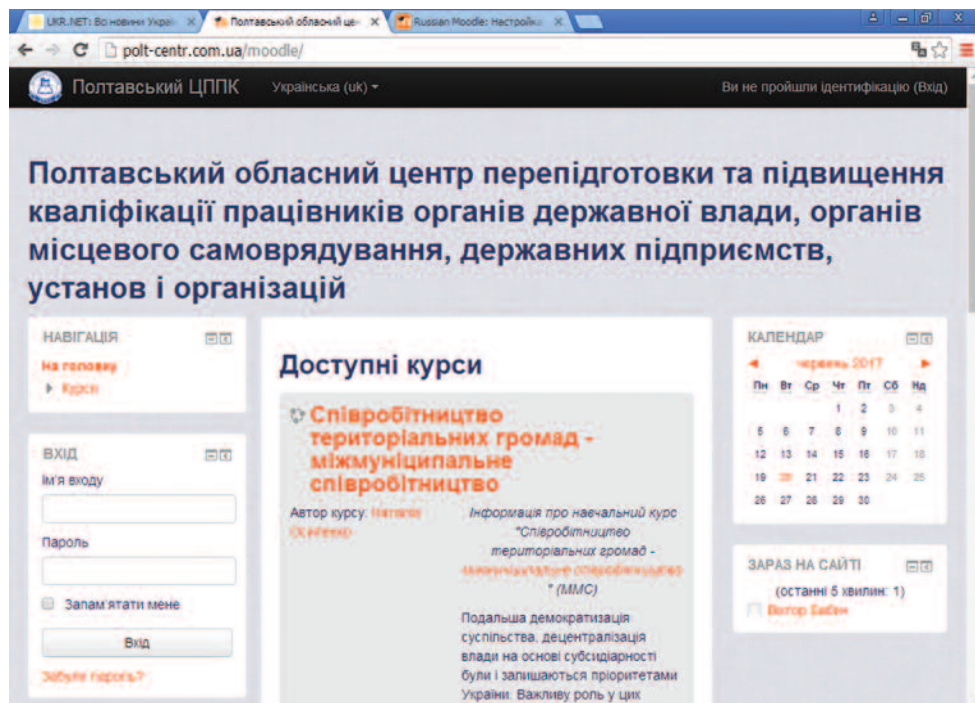 UKR.NET: Всі новини Украї
Полтавський обласний це
Russian Moodle: Настройка
polt-centr.com.ua/moodle/
Полтавський ЦППК
Українська (uk)
Ви не пройшли ідентифікацію (Вхід)
Полтавський обласний центр перепідготовки та підвищення
кваліфікації працівників органів державної влади, органів
місцевого самоврядування, державних підприємств,
установ і організацій
НАВІГАЦІЯ
На головну
Курси
ВХІД
Ім'я входу
Пароль
Запам'ятати мене
Вхід
Забули пароль?
Доступні курси
Співробітництво
територіальних громад -
міжмуніципальне
співробітництво
Автор курсу: Наталія
Інформація про навчальний курс
"Співробітництво
територіальних громад -
міжмуніципальне співробітництво
" (ММС)
Подальша демократизація
суспільства, децентралізація
влади на основі субсидіарності
були і залишаються пріоритетами
України. Важливу роль у цих
КАЛЕНДАР
червень 2017
Пн Вт Ср Чт Пт Сб Нд
1 2 3 4
5 6 7 8 9 10 11
12 13 14 15 16 17 18
19 20 21 22 23 24 25
26 27 28 29 30
ЗАРАЗ НА САЙТІ
(останні 5 хвилин: 1)
Віктор Бабич